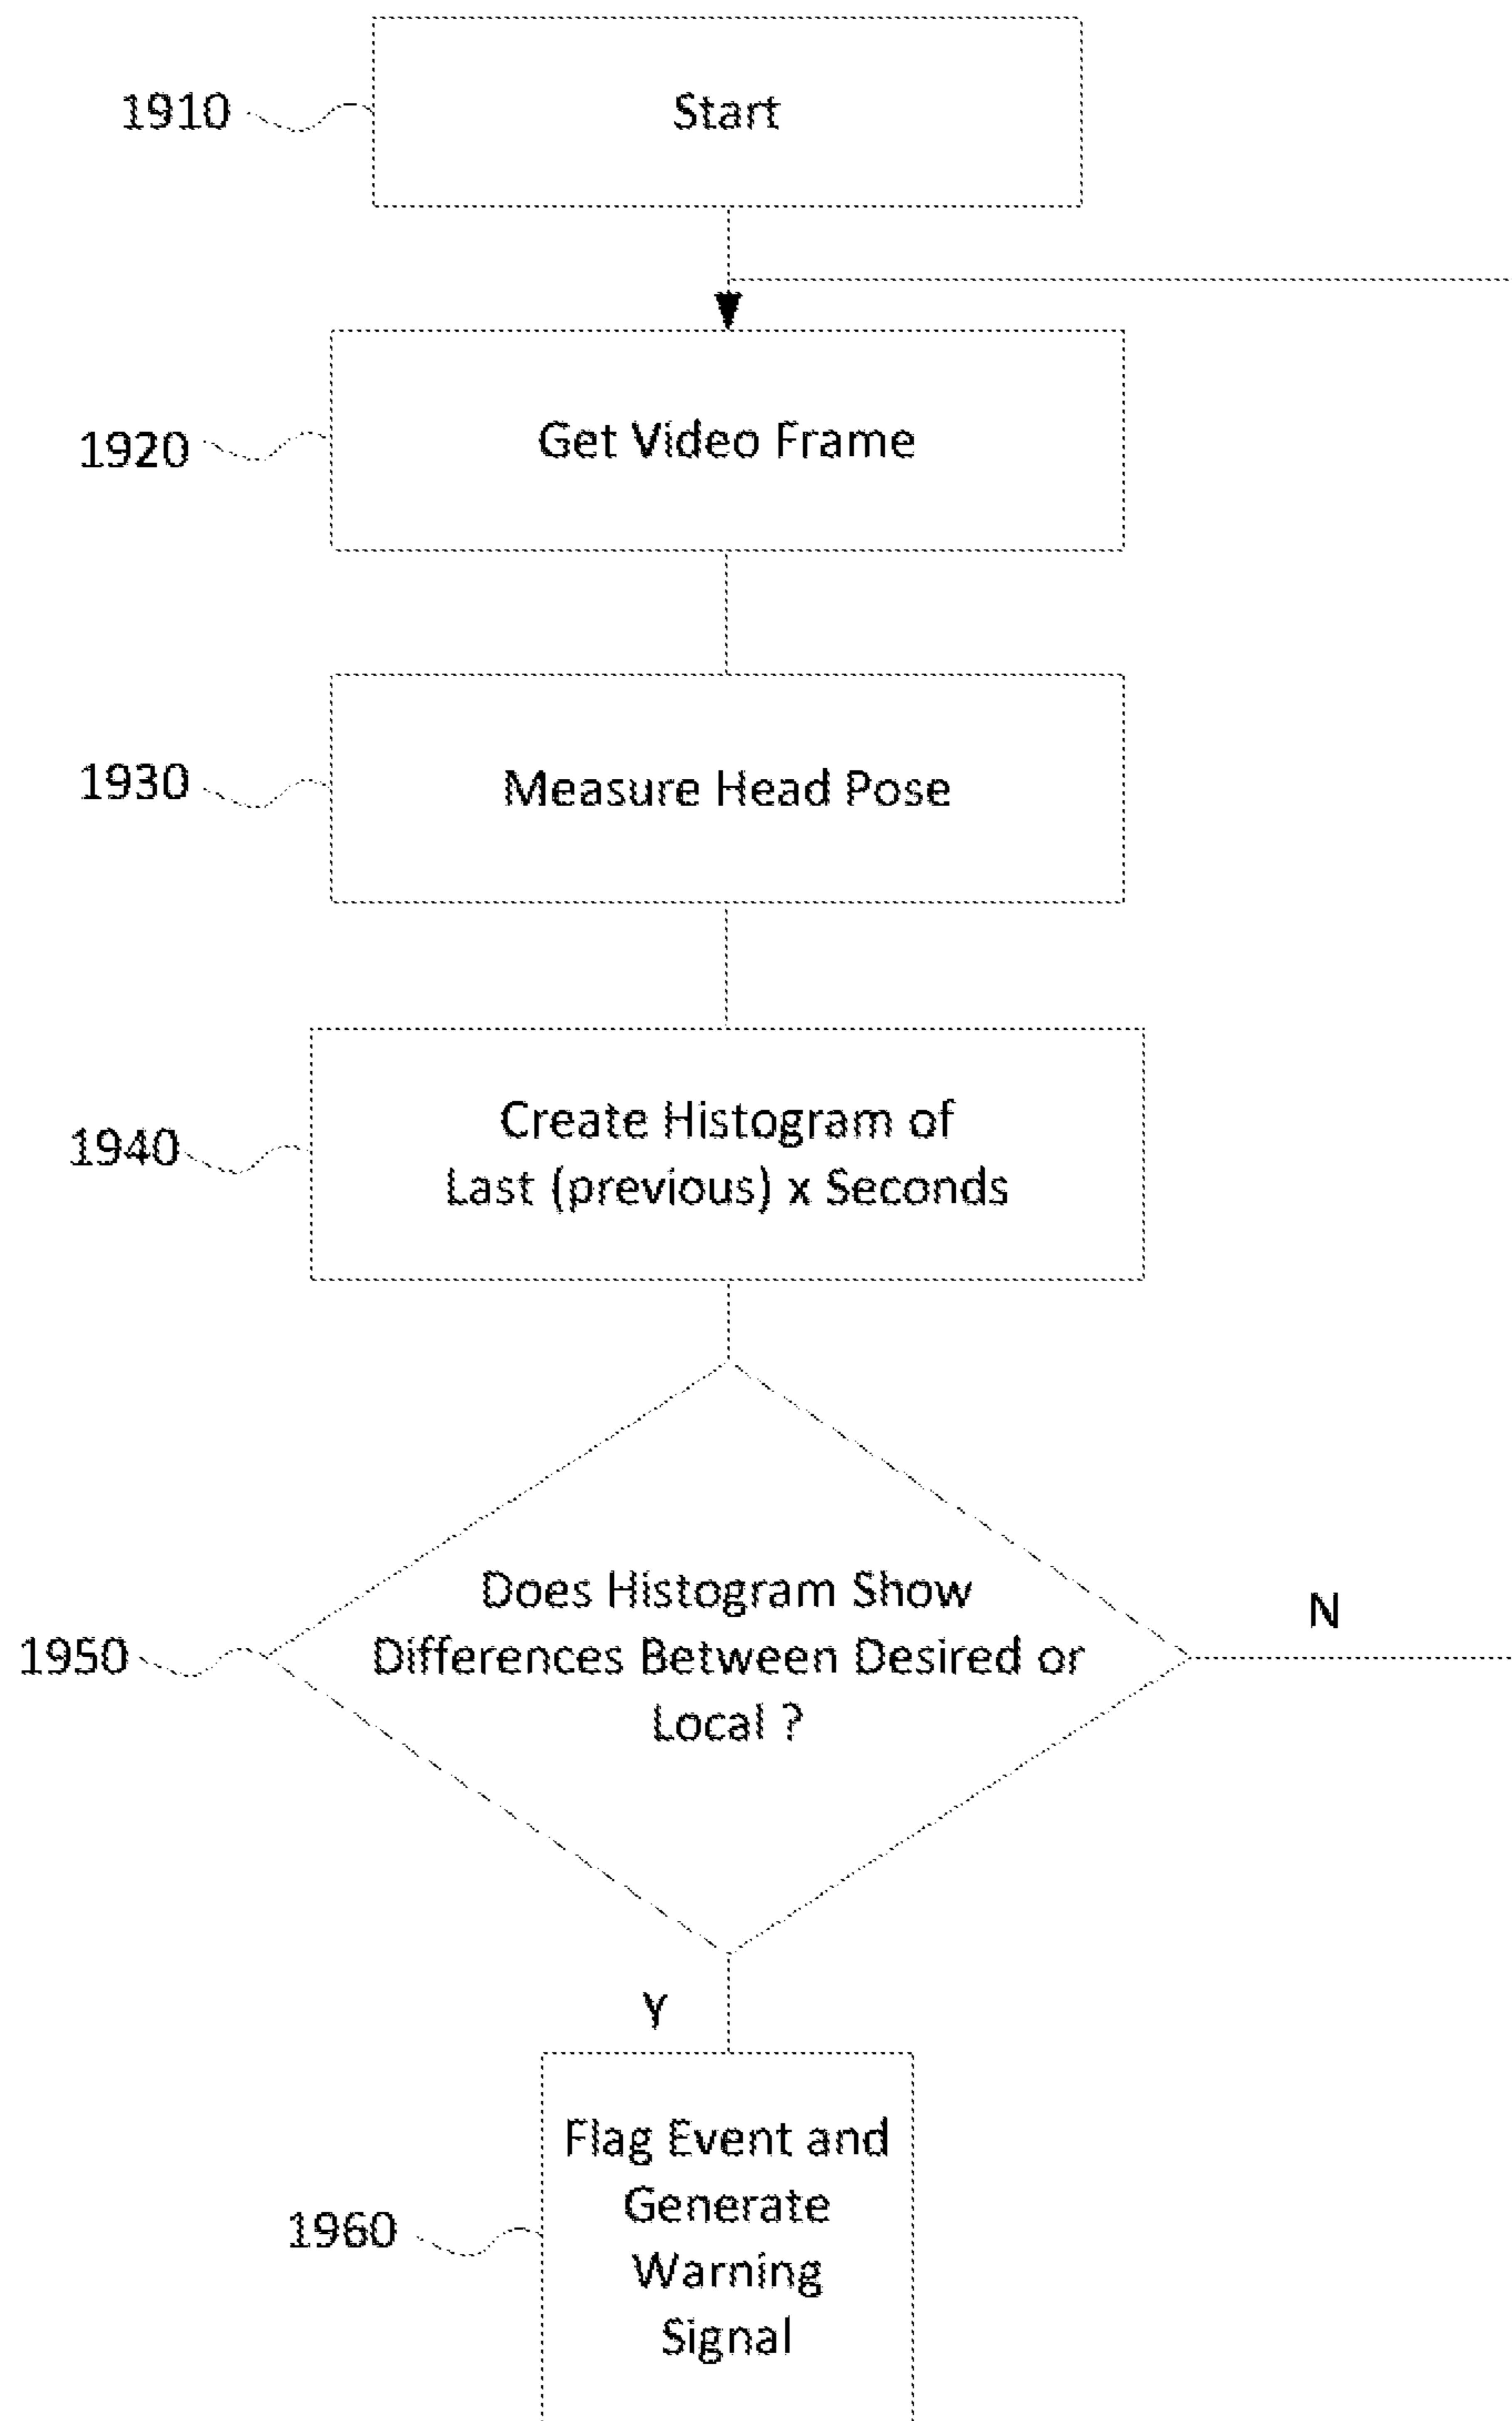 1910
Start
1920
Get Video Frame
1930
Measure Head Pose
1940
Create Histogram of
Last (previous) x Seconds
1950
Does Histogram Show
Differences Between Desired or
Local ?
N
Y
1960
Flag Event and
Generate
Warning
Signal